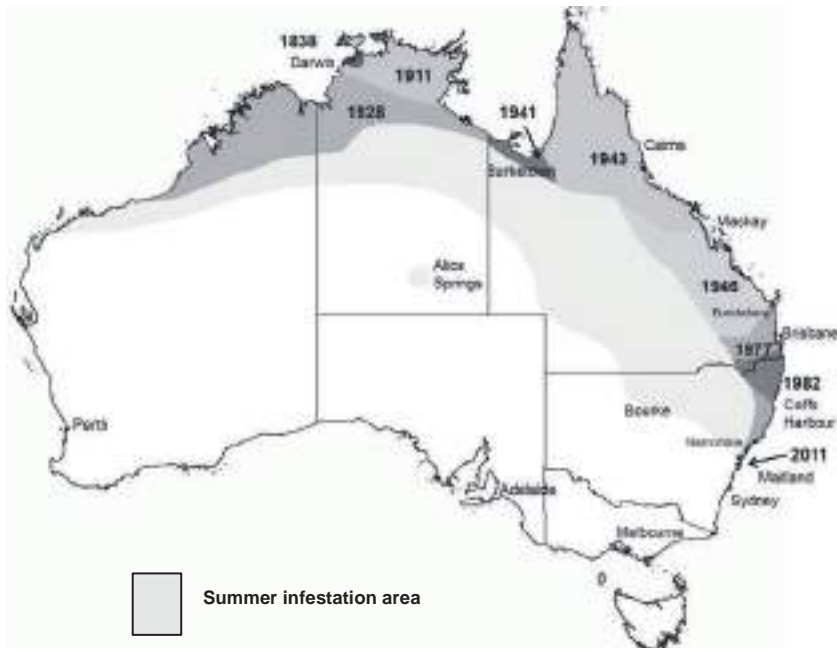 1838
Darwin
1911
1928
1941
Burketown
1943
Cairns
Mackay
Alice
Springs
1946
Bundaberg
Brisbane
1977
1982
Coffs
Harbour
Bourke
2011
Maitland
Sydney
Perth
Adelaide
Melbourne
Summer infestation area